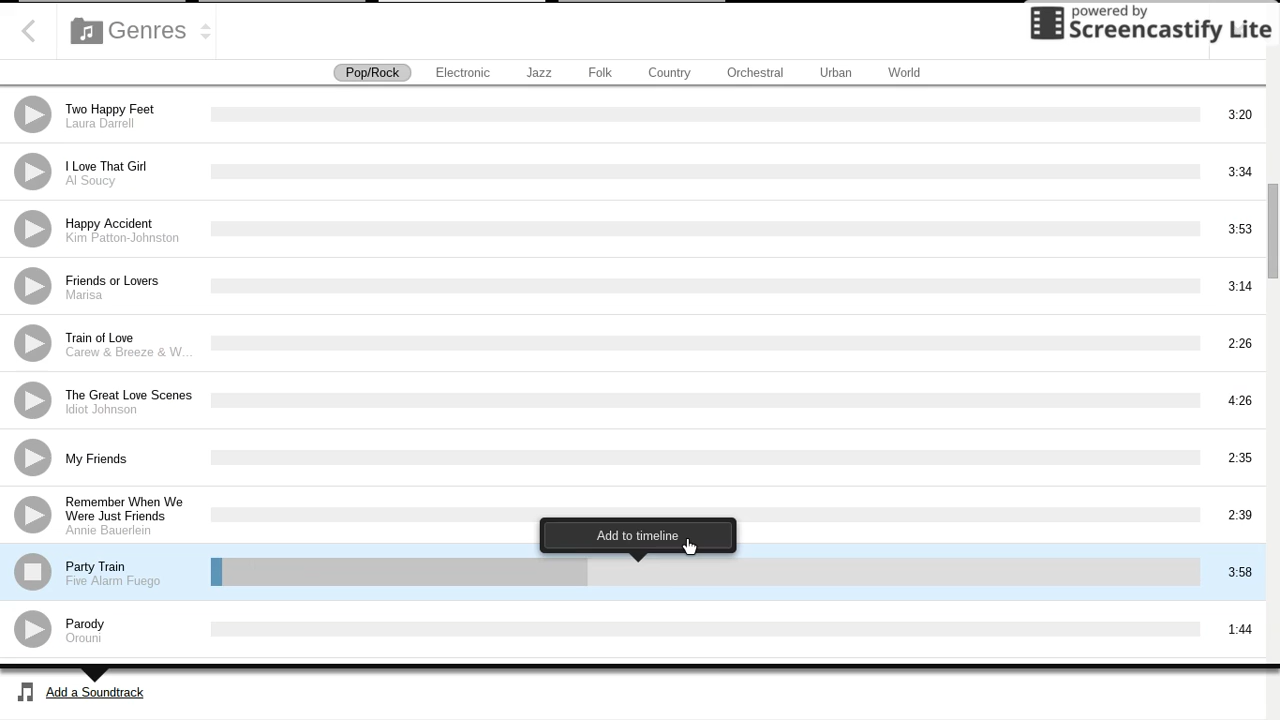 Genres
powered by
Screencastify Lite
Pop/Rock Electronic Jazz Folk Country Orchestral Urban World
Two Happy Feet
Laura Darrell
3:20
I Love That Girl
Al Soucy
3:34
Happy Accident
Kim Patton-Johnston
3:53
Friends or Lovers
Marisa
3:14
Train of Love
Carew & Breeze & W...
2:26
The Great Love Scenes
Idiot Johnson
4:26
My Friends
2:35
Remember When We
Were Just Friends
Annie Bauerlein
2:39
Add to timeline
Party Train
Five Alarm Fuego
3:58
Parody
Orouni
1:44
Add a Soundtrack